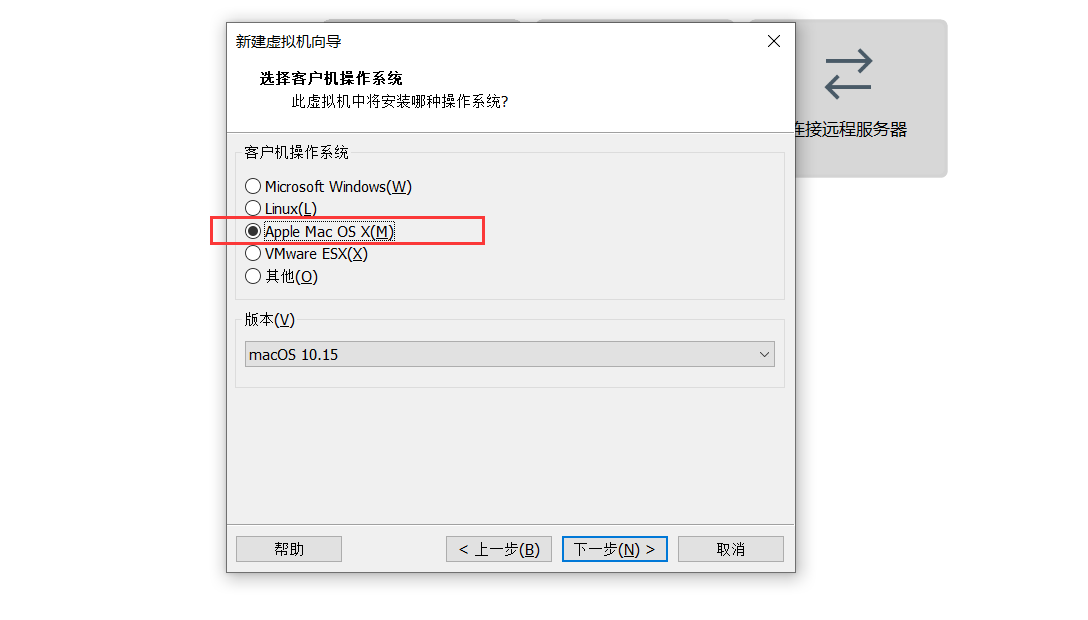 新建虚拟机向导
选择客户机操作系统
此虚拟机中将安装哪种操作系统?
连接远程服务器
客户机操作系统
Microsoft Windows(W)
Linux(L)
Apple Mac OS X(M)
VMware ESX(X)
其他(O)
版本(V)
macOS 10.15
帮助
< 上一步(B)
下一步(N) >
取消